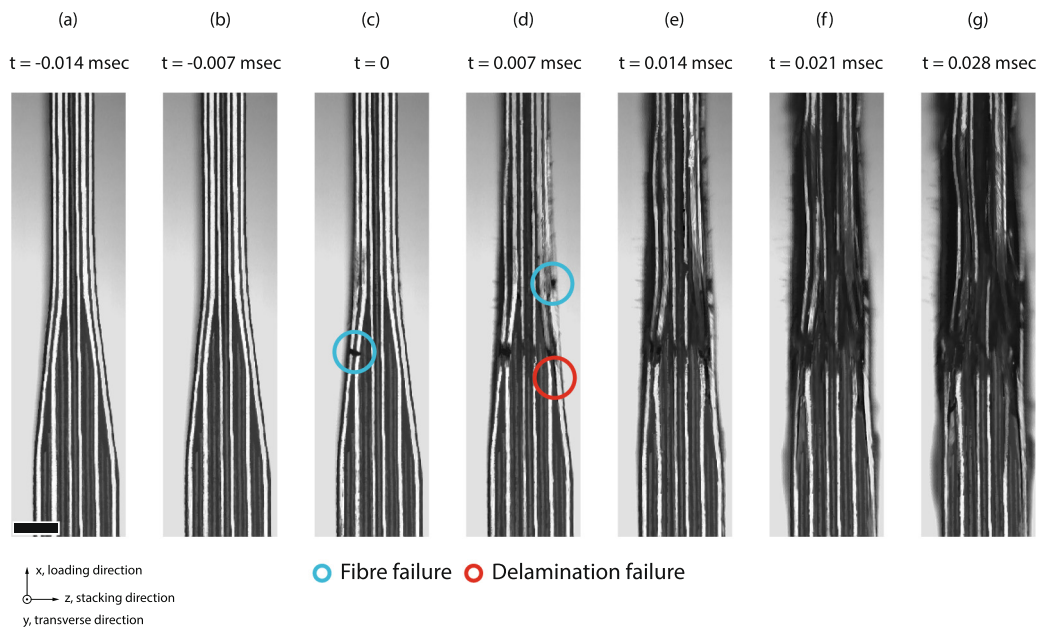 (a) (b) (c) (d) (e) (f) (g)
t = -0.014 msec t = -0.007 msec t = 0 t = 0.007 msec t = 0.014 msec t = 0.021 msec t = 0.028 msec
x, loading direction
z, stacking direction
y, transverse direction
Fibre failure Delamination failure